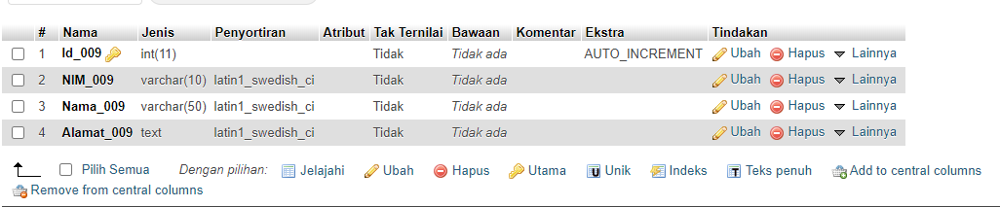 # Nama Jenis Penyortiran Atribut Tak Ternilai Bawaan Komentar Ekstra Tindakan
1 Id_009 int(11) Tidak Tidak ada AUTO_INCREMENT Ubah Hapus Lainnya
2 NIM_009 varchar(10) latin1_swedish_ci Tidak Tidak ada Ubah Hapus Lainnya
3 Nama_009 varchar(50) latin1_swedish_ci Tidak Tidak ada Ubah Hapus Lainnya
4 Alamat_009 text latin1_swedish_ci Tidak Tidak ada Ubah Hapus Lainnya
Pilih Semua Dengan pilihan: Jelajahi Ubah Hapus Utama Unik Indeks Teks penuh Add to central columns
Remove from central columns